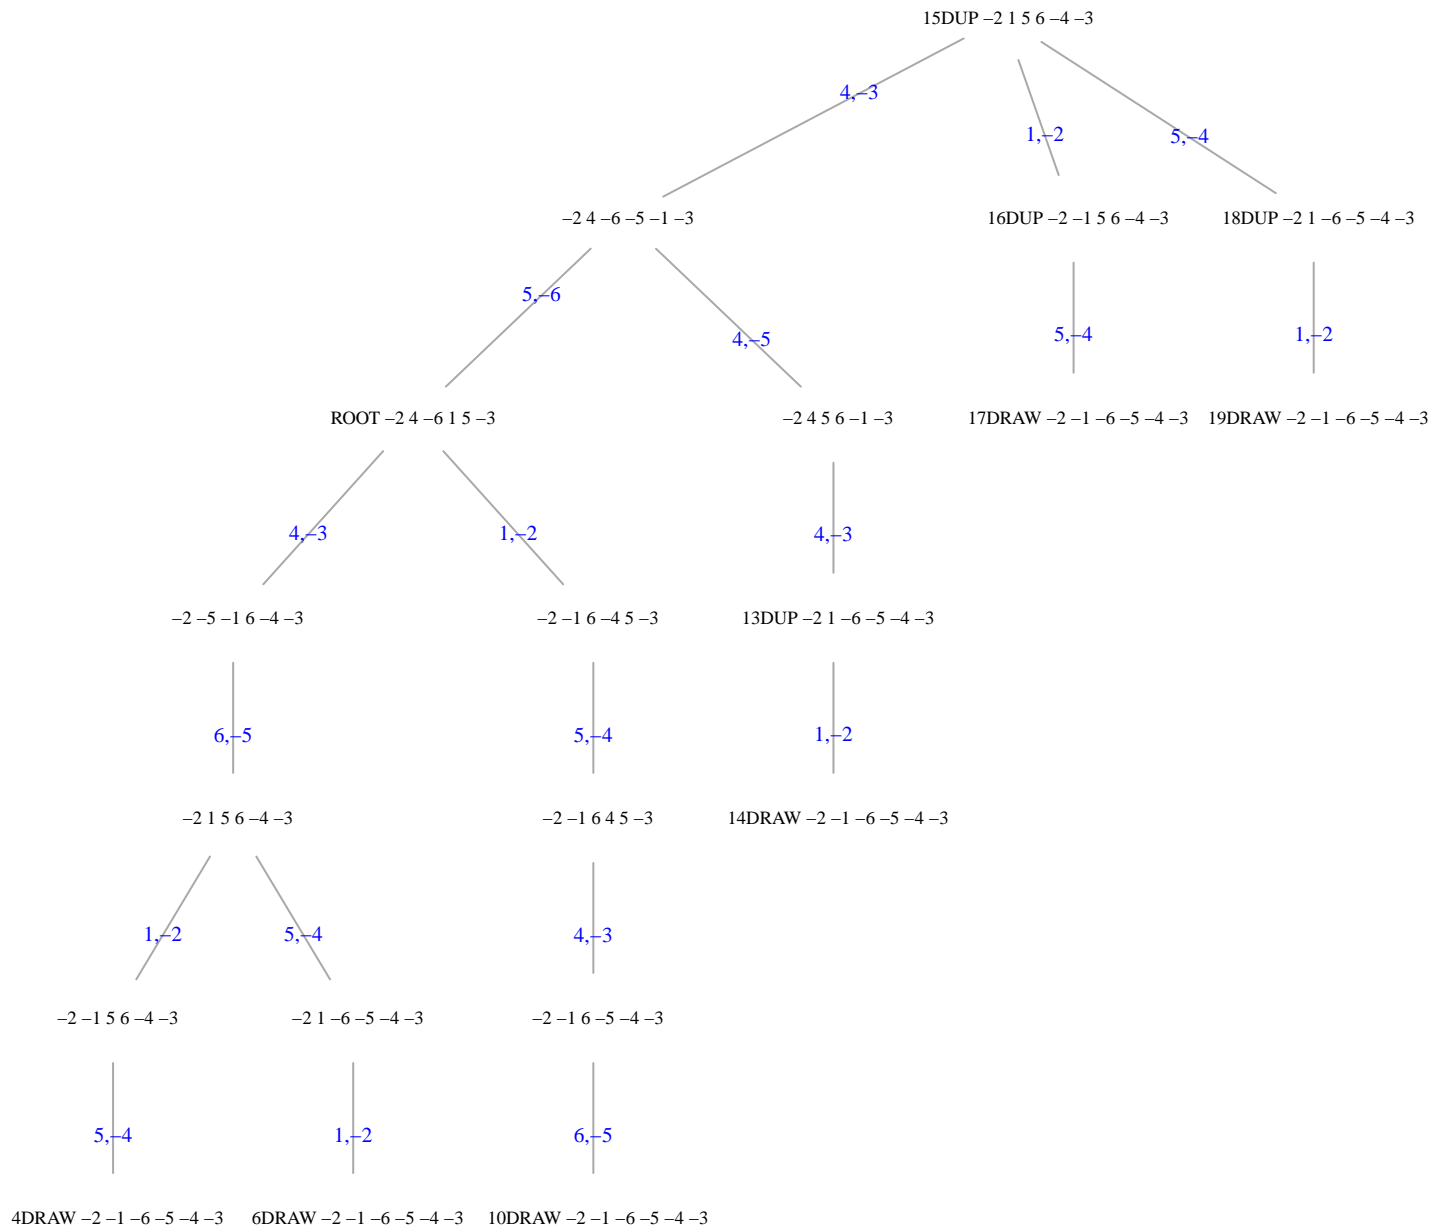 15DUP –2 1 5 6 –4 –3
4,–3
1,–2
5,–4
–2 4 –6 –5 –1 –3
16DUP –2 –1 5 6 –4 –3
18DUP –2 1 –6 –5 –4 –3
5,–6
4,–5
5,–4
1,–2
ROOT –2 4 –6 1 5 –3
–2 4 5 6 –1 –3
17DRAW –2 –1 –6 –5 –4 –3
19DRAW –2 –1 –6 –5 –4 –3
4,–3
1,–2
4,–3
–2 –5 –1 6 –4 –3
–2 –1 6 –4 5 –3
13DUP –2 1 –6 –5 –4 –3
6,–5
5,–4
1,–2
–2 1 5 6 –4 –3
–2 –1 6 4 5 –3
14DRAW –2 –1 –6 –5 –4 –3
1,–2
5,–4
4,–3
–2 –1 5 6 –4 –3
–2 1 –6 –5 –4 –3
–2 –1 6 –5 –4 –3
5,–4
1,–2
6,–5
4DRAW –2 –1 –6 –5 –4 –3
6DRAW –2 –1 –6 –5 –4 –3
10DRAW –2 –1 –6 –5 –4 –3